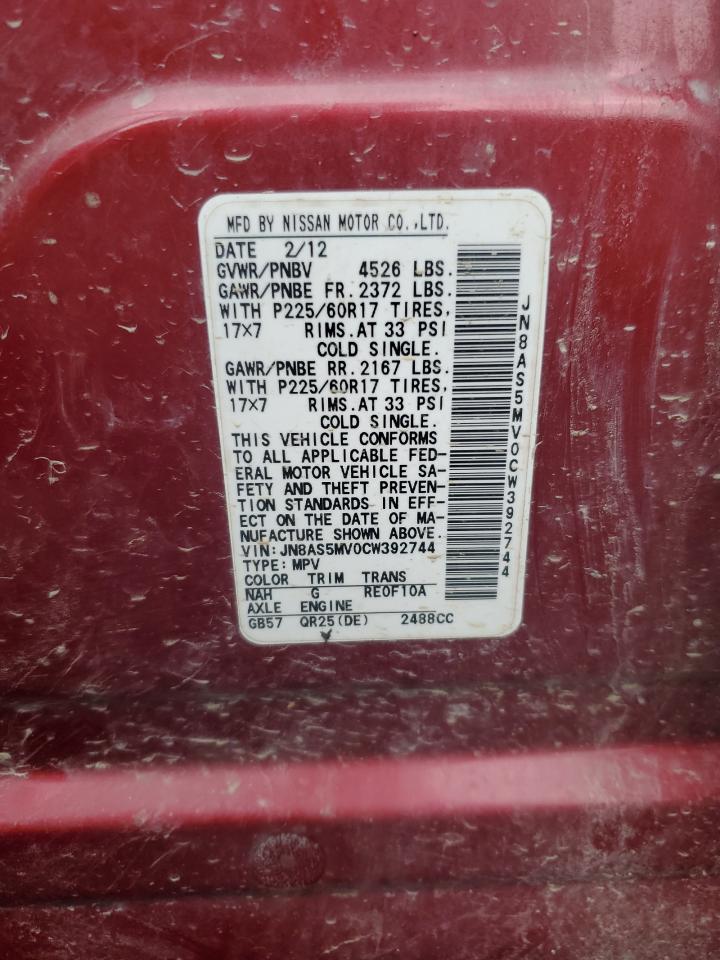 MFD BY NISSAN MOTOR CO.,LTD.
DATE 2/12
GVWR/PNBV 4526 LBS.
GAWR/PNBE FR. 2372 LBS.
WITH P225/60R17 TIRES,
17×7 RIMS. AT 33 PSI
COLD SINGLE.
GAWR/PNBE RR. 2167 LBS.
WITH P225/60R17 TIRES,
17×7 RIMS. AT 33 PSI
COLD SINGLE.
THIS VEHICLE CONFORMS
TO ALL APPLICABLE FED-
ERAL MOTOR VEHICLE SA-
FETY AND THEFT PREVEN-
TION STANDARDS IN EFF-
ECT ON THE DATE OF MA-
NUFACTURE SHOWN ABOVE.
VIN:JN8AS5MV0CW392744
TYPE:MPV
COLOR TRIM TRANS
NAH G RE0F10A
AXLE ENGINE
GB57 QR25(DE) 2488CC
JN8AS5MV0CW392744